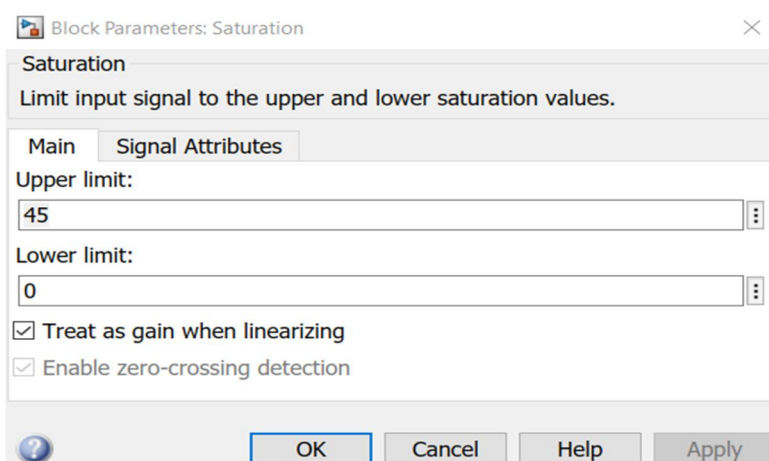 Block Parameters: Saturation
Saturation
Limit input signal to the upper and lower saturation values.
Main Signal Attributes
Upper limit:
45
Lower limit:
0
Treat as gain when linearizing
Enable zero-crossing detection
? OK Cancel Help Apply